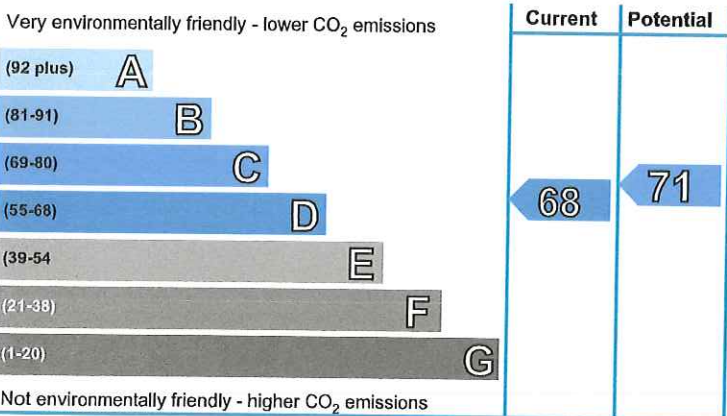 Very environmentally friendly - lower CO₂ emissions
Current
Potential
(92 plus) A
(81-91) B
(69-80) C
(55-68) D
68
71
(39-54 E
(21-38) F
(1-20) G
Not environmentally friendly - higher CO₂ emissions